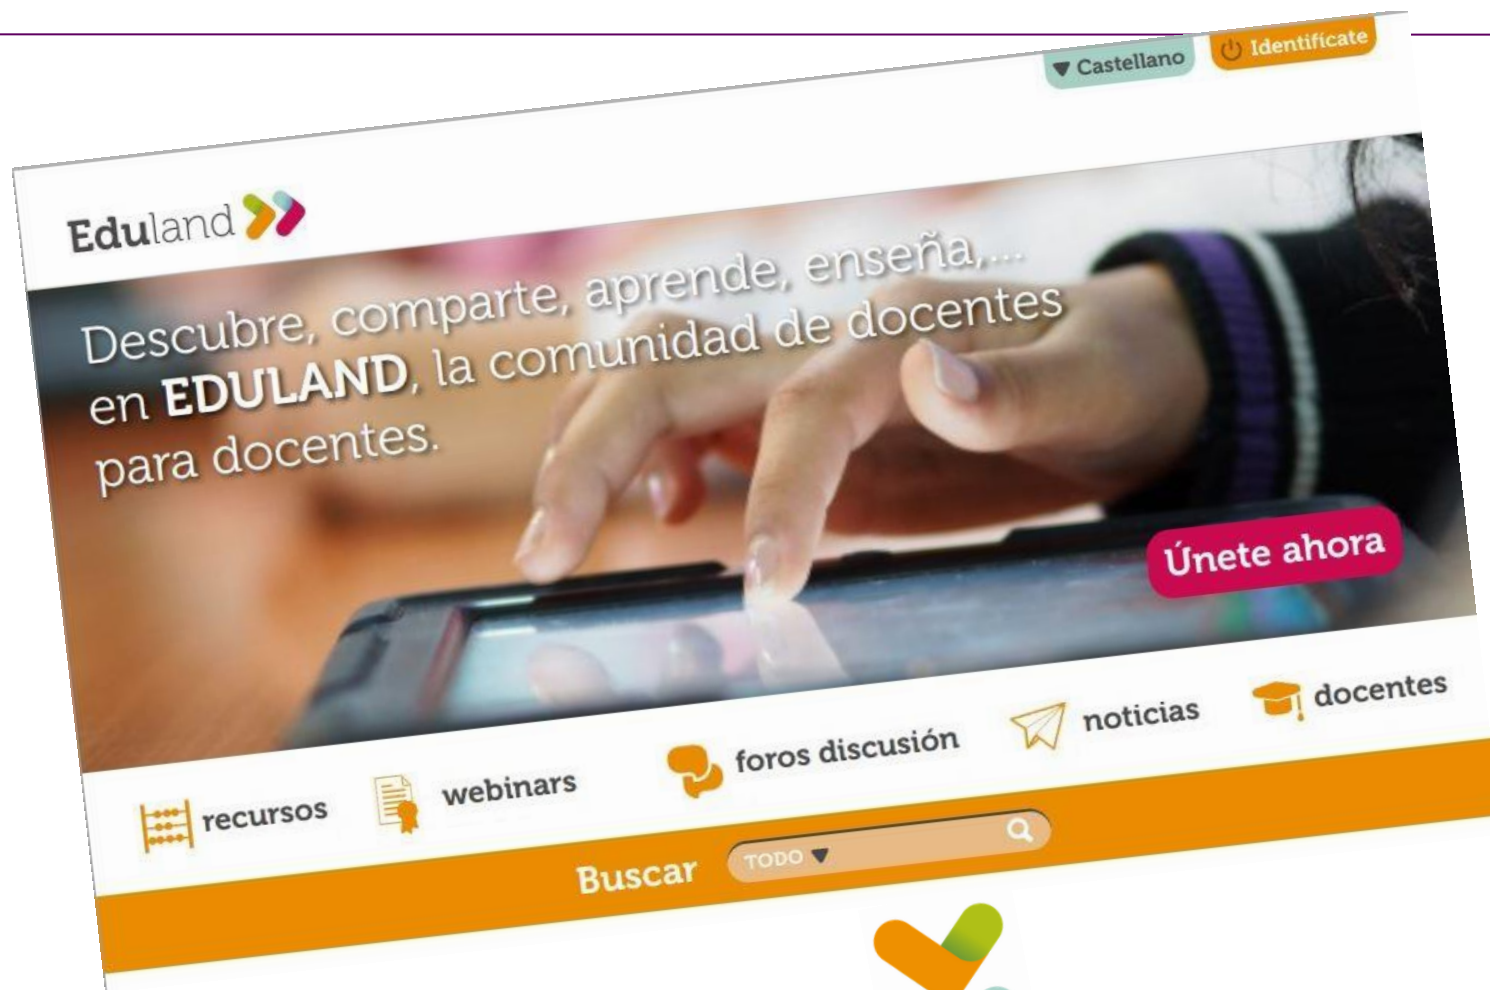 Castellano
Identifícate
Eduland
Descubre, comparte, aprende, enseña,...
en EDULAND, la comunidad de docentes
para docentes.
Únete ahora
recursos
webinars
foros discusión
noticias
docentes
Buscar
TODO